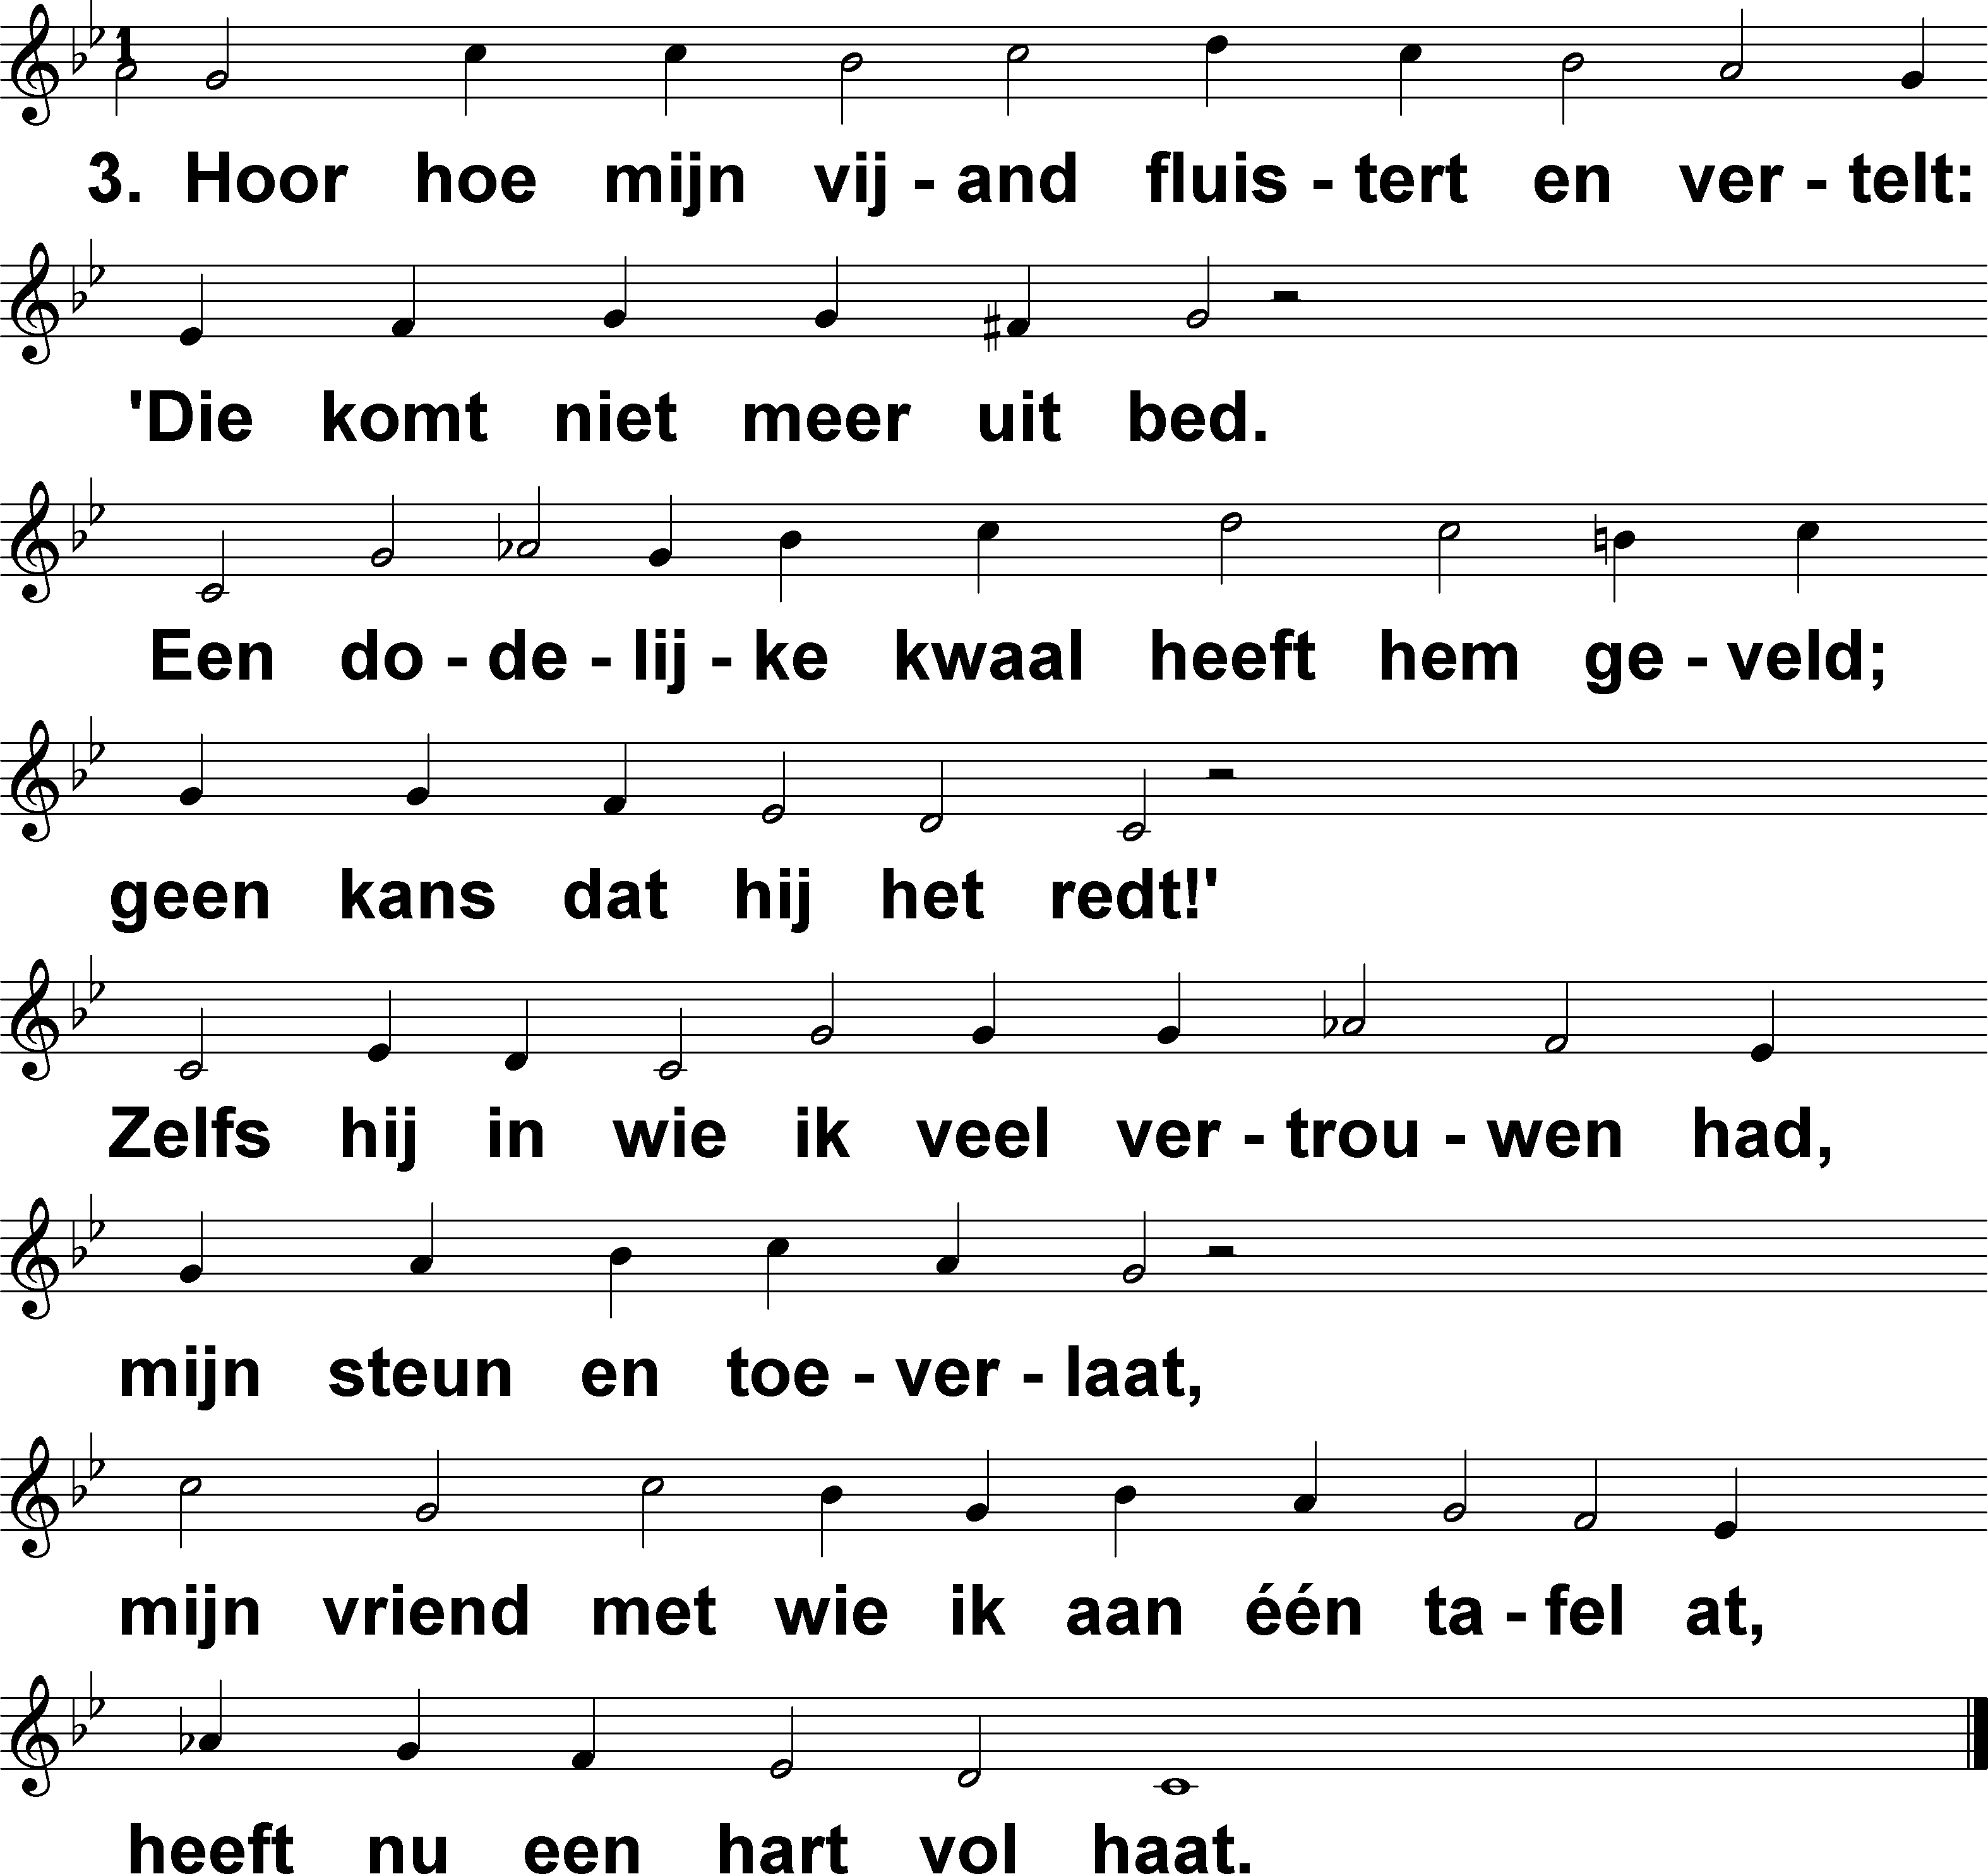 3. Hoor hoe mijn vij - and fluis - tert en ver - telt:
'Die komt niet meer uit bed.
Een do - de - lij - ke kwaal heeft hem ge - veld;
geen kans dat hij het redt!'
Zelfs hij in wie ik veel ver - trou - wen had,
mijn steun en toe - ver - laat,
mijn vriend met wie ik aan één ta - fel at,
heeft nu een hart vol haat.